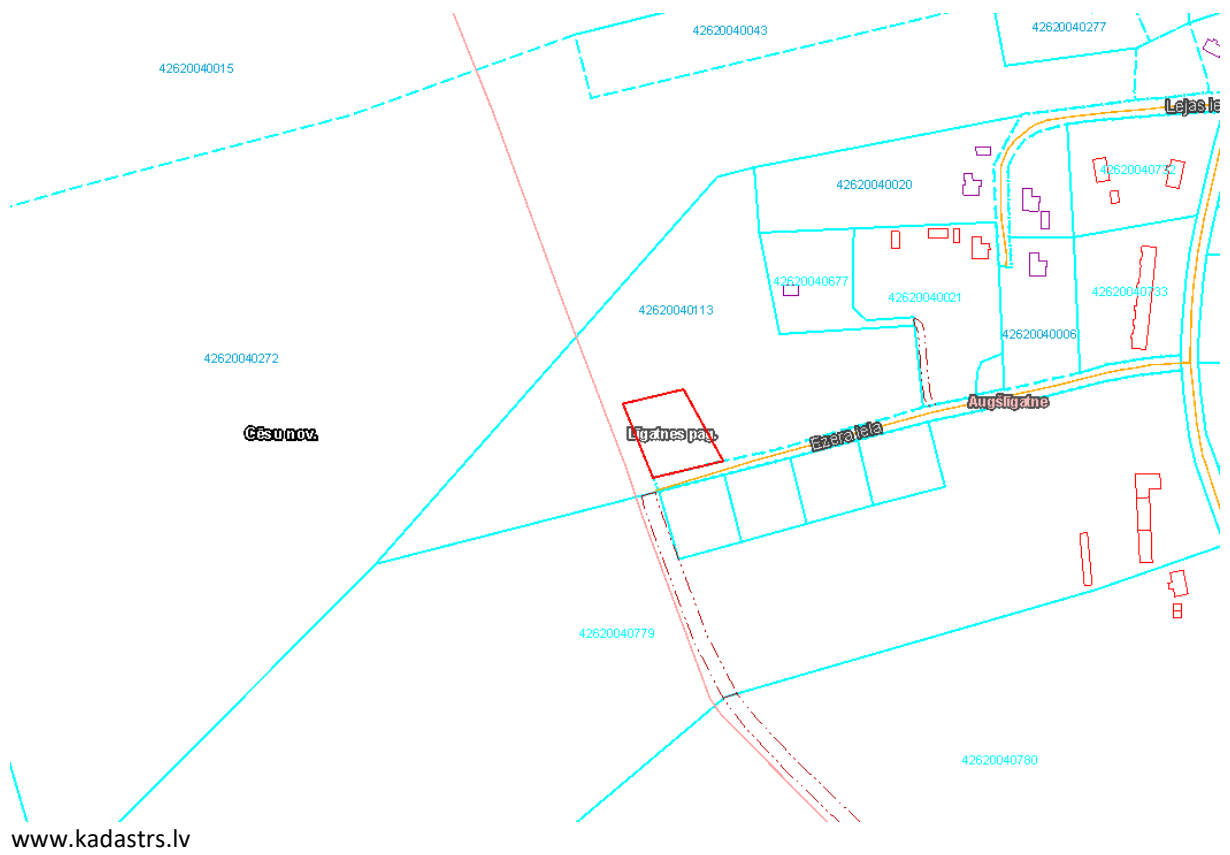 42620040043
42620040277
42620040015
Lejas ie
42620040732
42620040020
42620040677
42620040733
42620040021
42620040113
42620040006
42620040272
Augšlīgatne
Cēsu nov.
Līgatnes pag.
Ezera iela
42620040779
42620040780
www.kadastrs.lv